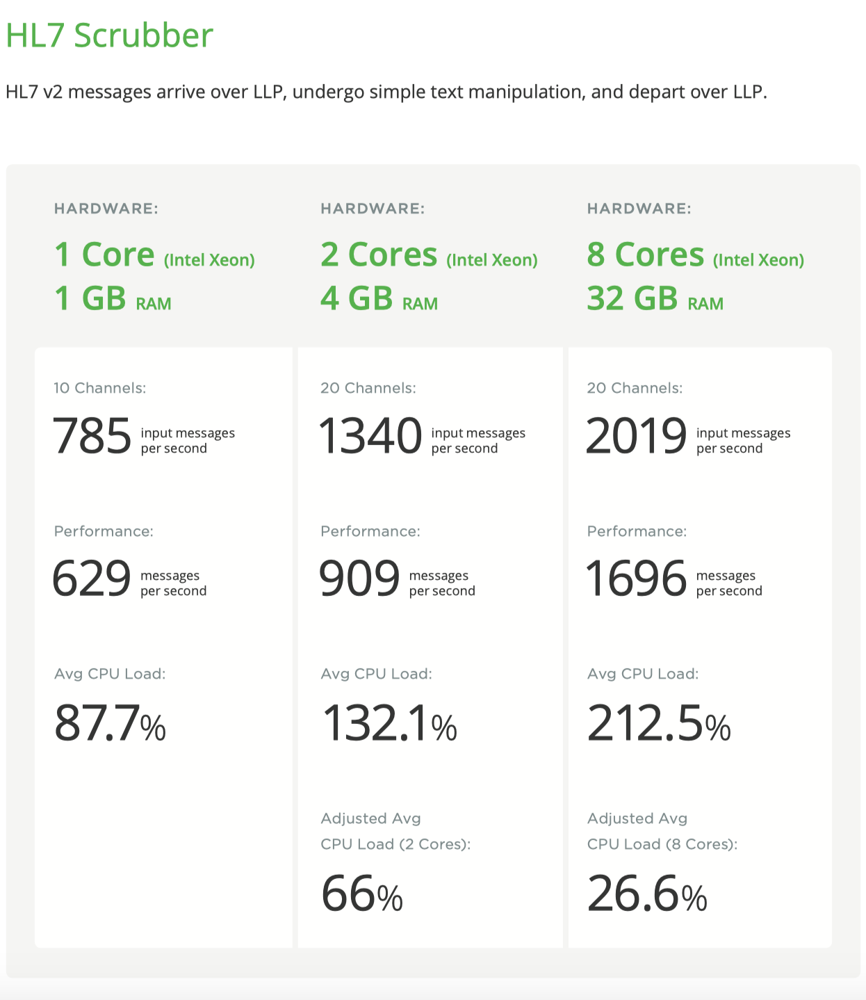 HL7 Scrubber
HL7 v2 messages arrive over LLP, undergo simple text manipulation, and depart over LLP.
HARDWARE:
1 Core (Intel Xeon)
1 GB RAM
10 Channels:
785 input messages
per second
Performance:
629 messages
per second
Avg CPU Load:
87.7%
HARDWARE:
2 Cores (Intel Xeon)
4 GB RAM
20 Channels:
1340 input messages
per second
Performance:
909 messages
per second
Avg CPU Load:
132.1%
Adjusted Avg
CPU Load (2 Cores):
66%
HARDWARE:
8 Cores (Intel Xeon)
32 GB RAM
20 Channels:
2019 input messages
per second
Performance:
1696 messages
per second
Avg CPU Load:
212.5%
Adjusted Avg
CPU Load (8 Cores):
26.6%